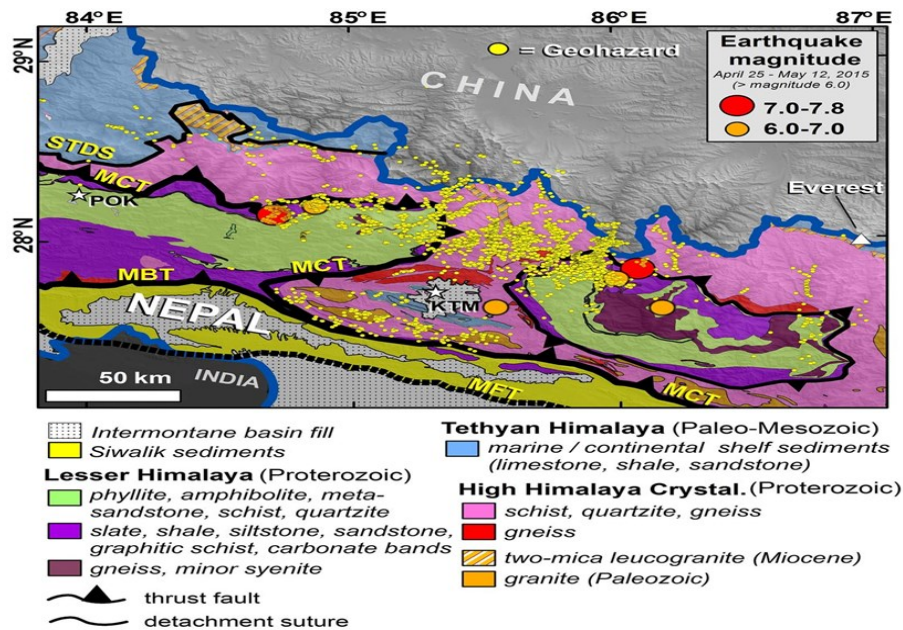 84°E 85°E 86°E 87°E
29°N
28°N
= Geohazard
CHINA
Earthquake
magnitude
April 25 - May 12, 2015
(> magnitude 6.0)
7.0-7.8
6.0-7.0
STDS
MCT
POK
Everest
MCT
MBT
KTM
NEPAL
INDIA
50 km
MFT
MCT
Intermontane basin fill
Siwalik sediments
Lesser Himalaya (Proterozoic)
phyllite, amphibolite, meta-
sandstone, schist, quartzite
slate, shale, siltstone, sandstone,
graphitic schist, carbonate bands
gneiss, minor syenite
thrust fault
detachment suture
Tethyan Himalaya (Paleo-Mesozoic)
marine / continental shelf sediments
(limestone, shale, sandstone)
High Himalaya Crystal. (Proterozoic)
schist, quartzite, gneiss
gneiss
two-mica leucogranite (Miocene)
granite (Paleozoic)